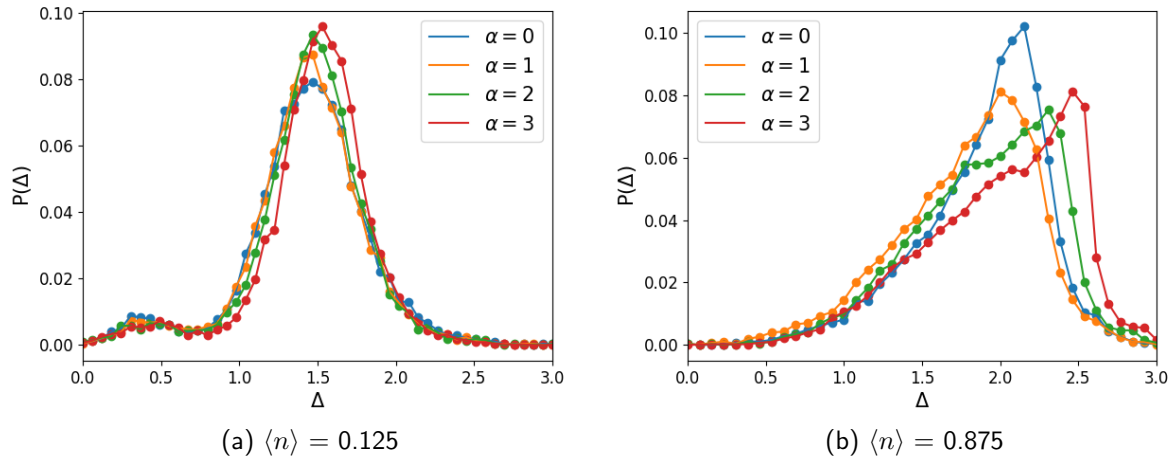 0.10
0.08
0.06
0.04
0.02
0.00
P(Δ)
0.0 0.5 1.0 1.5 2.0 2.5 3.0
Δ
α = 0
α = 1
α = 2
α = 3
(a) ⟨n⟩ = 0.125
0.10
0.08
0.06
0.04
0.02
0.00
P(Δ)
0.0 0.5 1.0 1.5 2.0 2.5 3.0
Δ
α = 0
α = 1
α = 2
α = 3
(b) ⟨n⟩ = 0.875